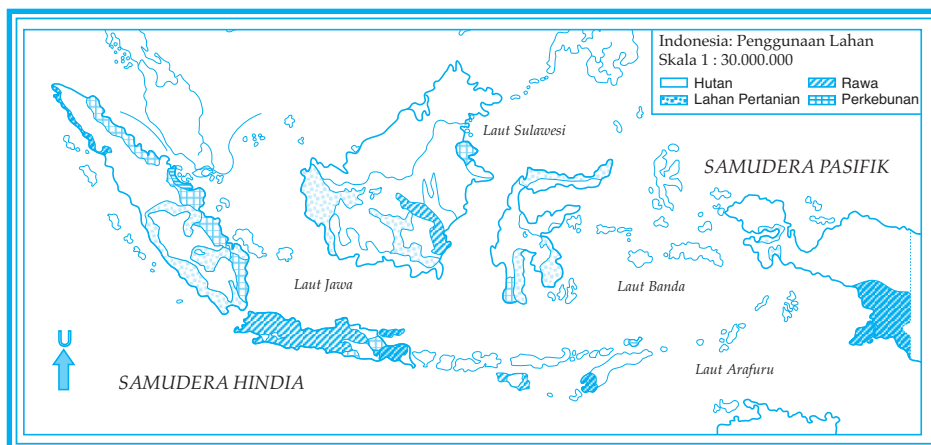 Indonesia: Penggunaan Lahan
Skala 1 : 30.000.000
Hutan
Rawa
Lahan Pertanian
Perkebunan
Laut Sulawesi
SAMUDERA PASIFIK
Laut Jawa
Laut Banda
U
SAMUDERA HINDIA
Laut Arafuru